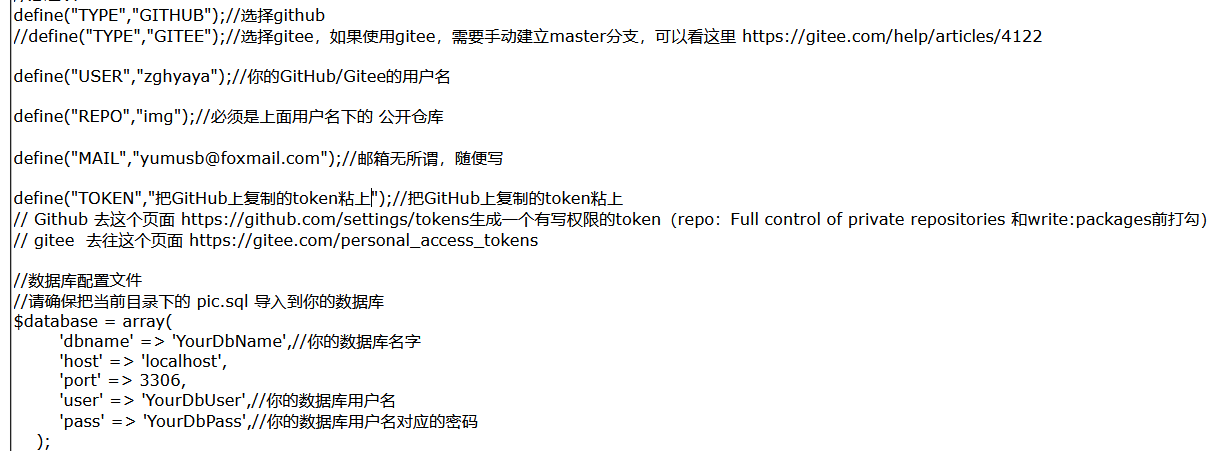 define("TYPE","GITHUB");//选择github
//define("TYPE","GITEE");//选择gitee，如果使用gitee，需要手动建立master分支，可以看这里 https://gitee.com/help/articles/4122
define("USER","zghyaya");//你的GitHub/Gitee的用户名
define("REPO","img");//必须是上面用户名下的 公开仓库
define("MAIL","yumusb@foxmail.com");//邮箱无所谓，随便写
define("TOKEN","把GitHub上复制的token粘上");//把GitHub上复制的token粘上
// Github 去这个页面 https://github.com/settings/tokens生成一个有写权限的token（repo：Full control of private repositories 和write:packages前打勾）
// gitee  去往这个页面 https://gitee.com/personal_access_tokens
//数据库配置文件
//请确保把当前目录下的 pic.sql 导入到你的数据库
$database = array(
'dbname' => 'YourDbName',//你的数据库名字
'host' => 'localhost',
'port' => 3306,
'user' => 'YourDbUser',//你的数据库用户名
'pass' => 'YourDbPass',//你的数据库用户名对应的密码
);